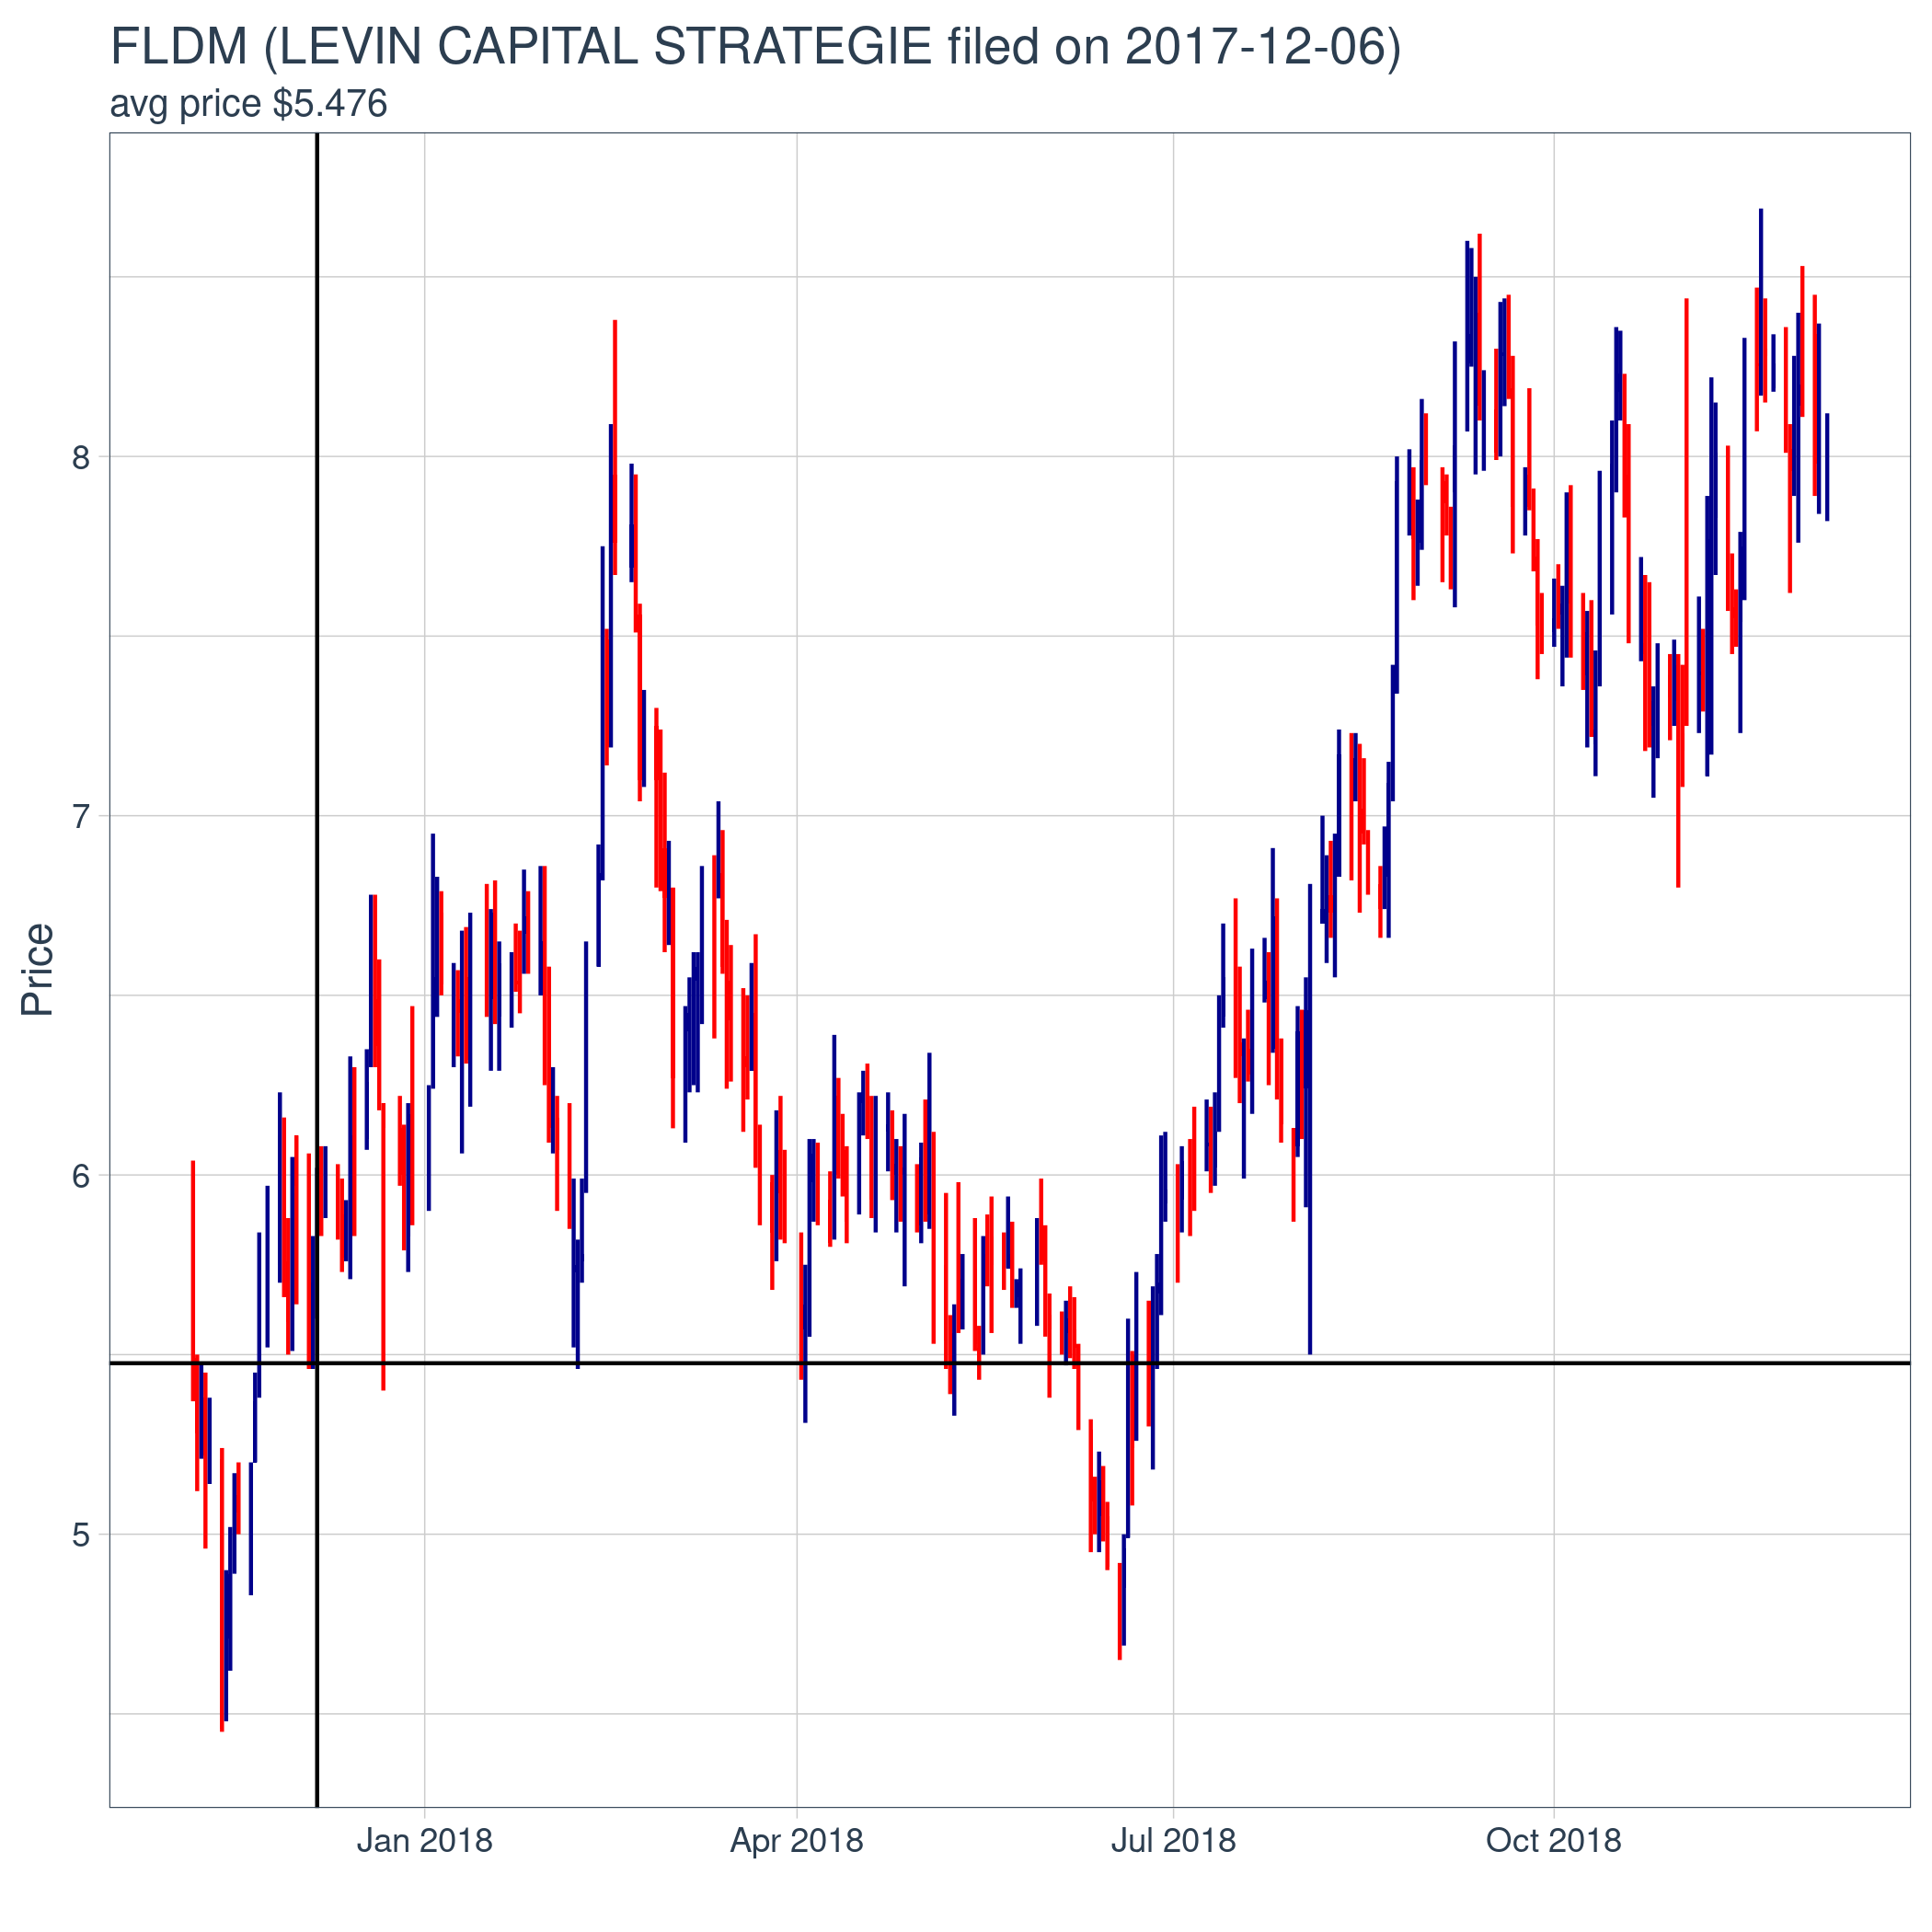 FLDM (LEVIN CAPITAL STRATEGIE filed on 2017-12-06)
avg price $5.476
8
7
6
5
Price
Jan 2018
Apr 2018
Jul 2018
Oct 2018